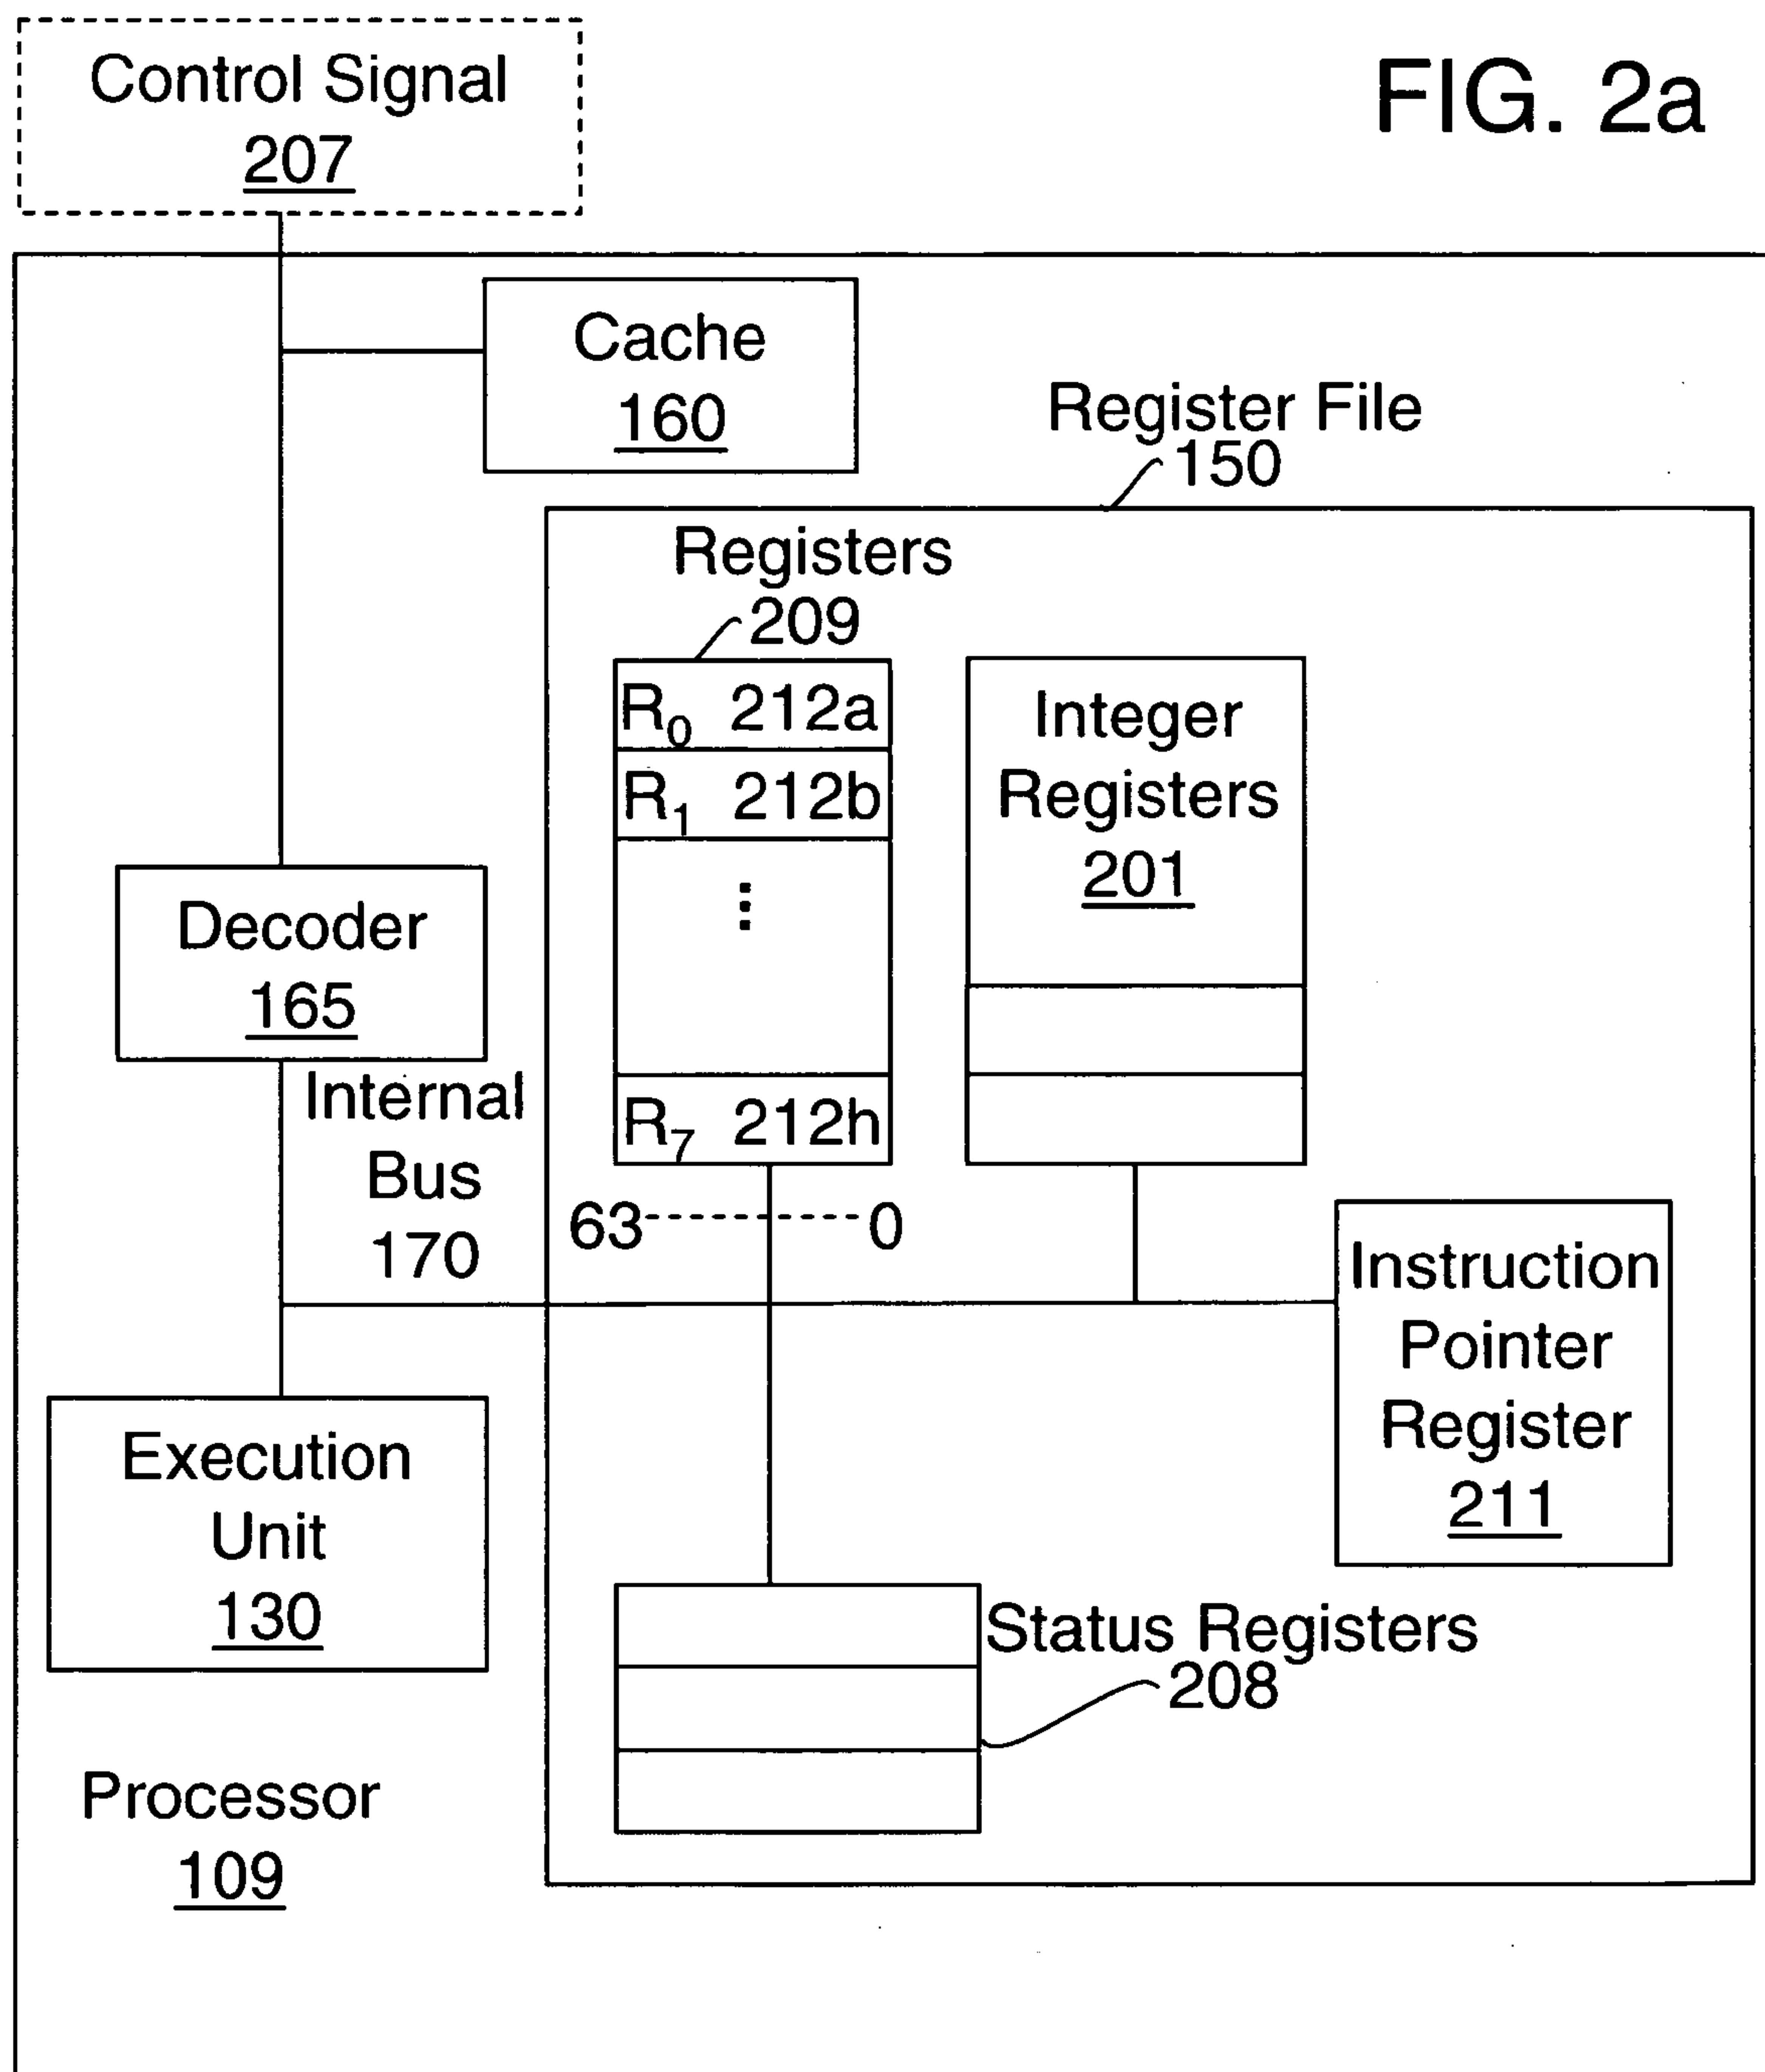 Control Signal
207
FIG. 2a
Cache
160
Register File
150
Registers
209
R0 212a
R1 212b
⋮
R7 212h
63 0
Integer
Registers
201
Decoder
165
Internal
Bus
170
Instruction
Pointer
Register
211
Execution
Unit
130
Status Registers
208
Processor
109